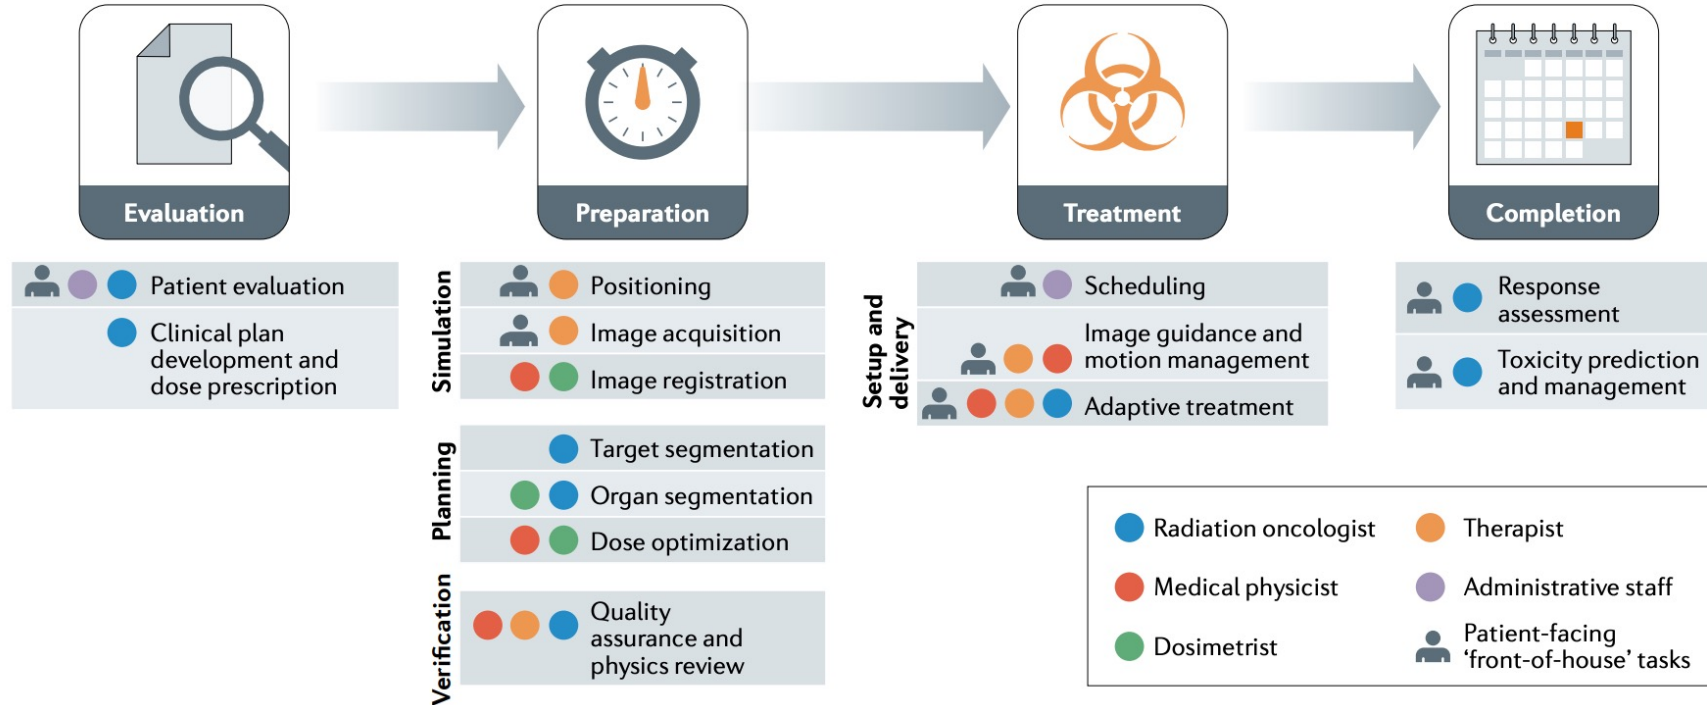 Evaluation
Preparation
Treatment
Completion
Patient evaluation
Clinical plan
development and
dose prescription
Simulation
Positioning
Image acquisition
Image registration
Planning
Target segmentation
Organ segmentation
Dose optimization
Verification
Quality
assurance and
physics review
Setup and
delivery
Scheduling
Image guidance and
motion management
Adaptive treatment
Response
assessment
Toxicity prediction
and management
Radiation oncologist
Medical physicist
Dosimetrist
Therapist
Administrative staff
Patient-facing
‘front-of-house’ tasks